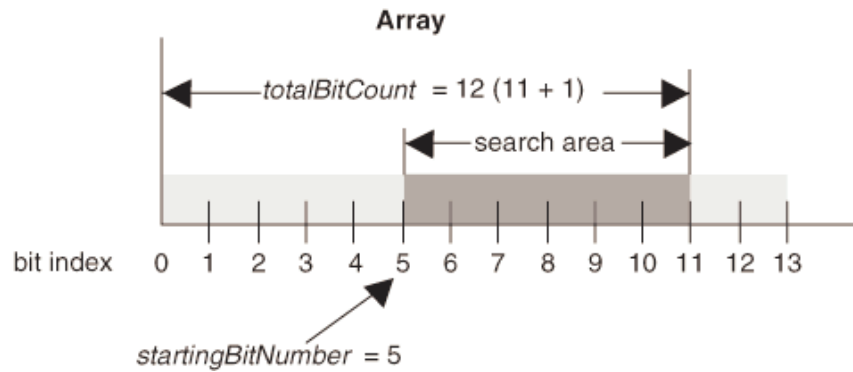 Array
totalBitCount = 12 (11 + 1)
search area
bit index 0 1 2 3 4 5 6 7 8 9 10 11 12 13
startingBitNumber = 5